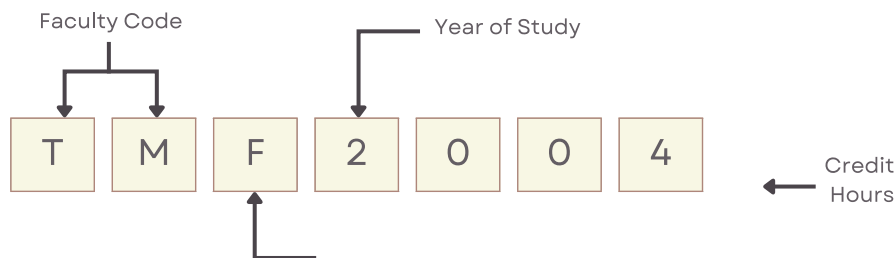 Faculty Code
Year of Study
T M F 2 0 0 4
Credit
Hours